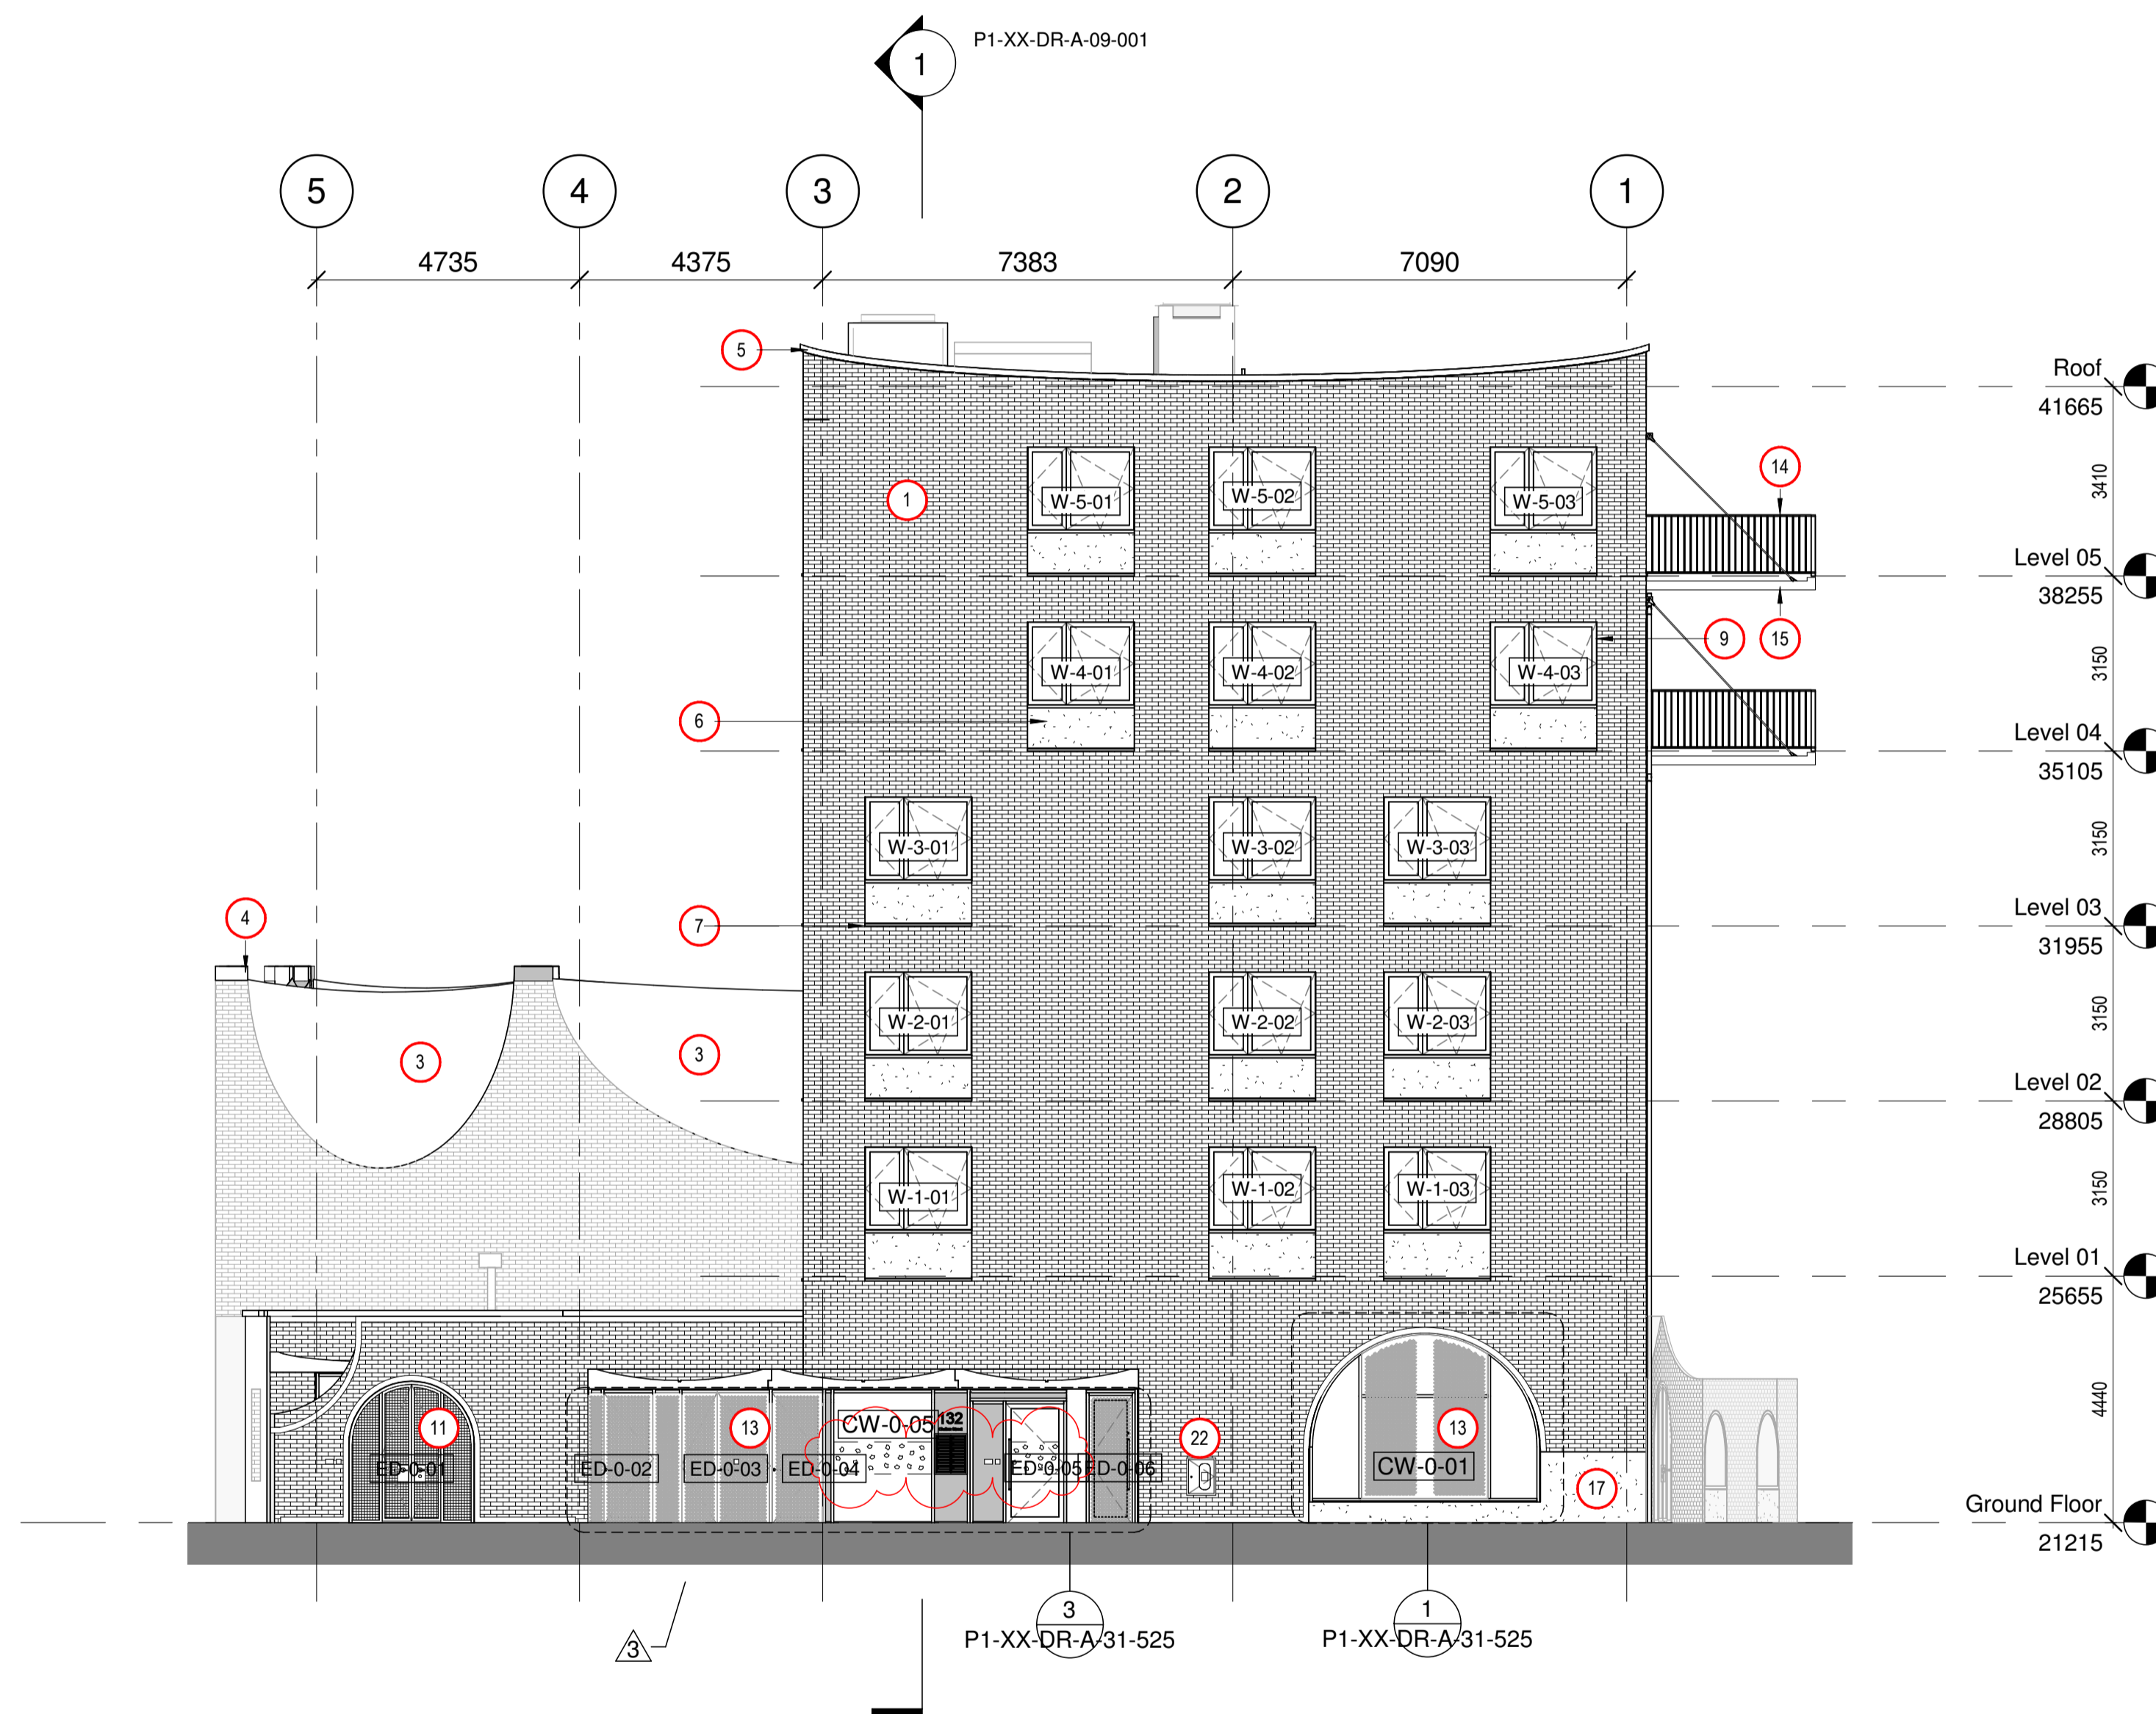 1
P1-XX-DR-A-09-001
5
4
3
2
1
4735
4375
7383
7090
5
Roof
41665
3410
14
1
W-5-01
W-5-02
W-5-03
Level 05
38255
9
15
3150
W-4-01
W-4-02
W-4-03
6
Level 04
35105
3150
W-3-01
W-3-02
W-3-03
4
7
Level 03
31955
3150
W-2-01
W-2-02
W-2-03
3
3
Level 02
28805
3150
W-1-01
W-1-02
W-1-03
Level 01
25655
4440
11
13
CW-0-05
132
22
13
ED-0-01
ED-0-02
ED-0-03
ED-0-04
ED-0-05
ED-0-06
CW-0-01
17
Ground Floor
21215
3
3
P1-XX-DR-A-31-525
1
P1-XX-DR-A-31-525